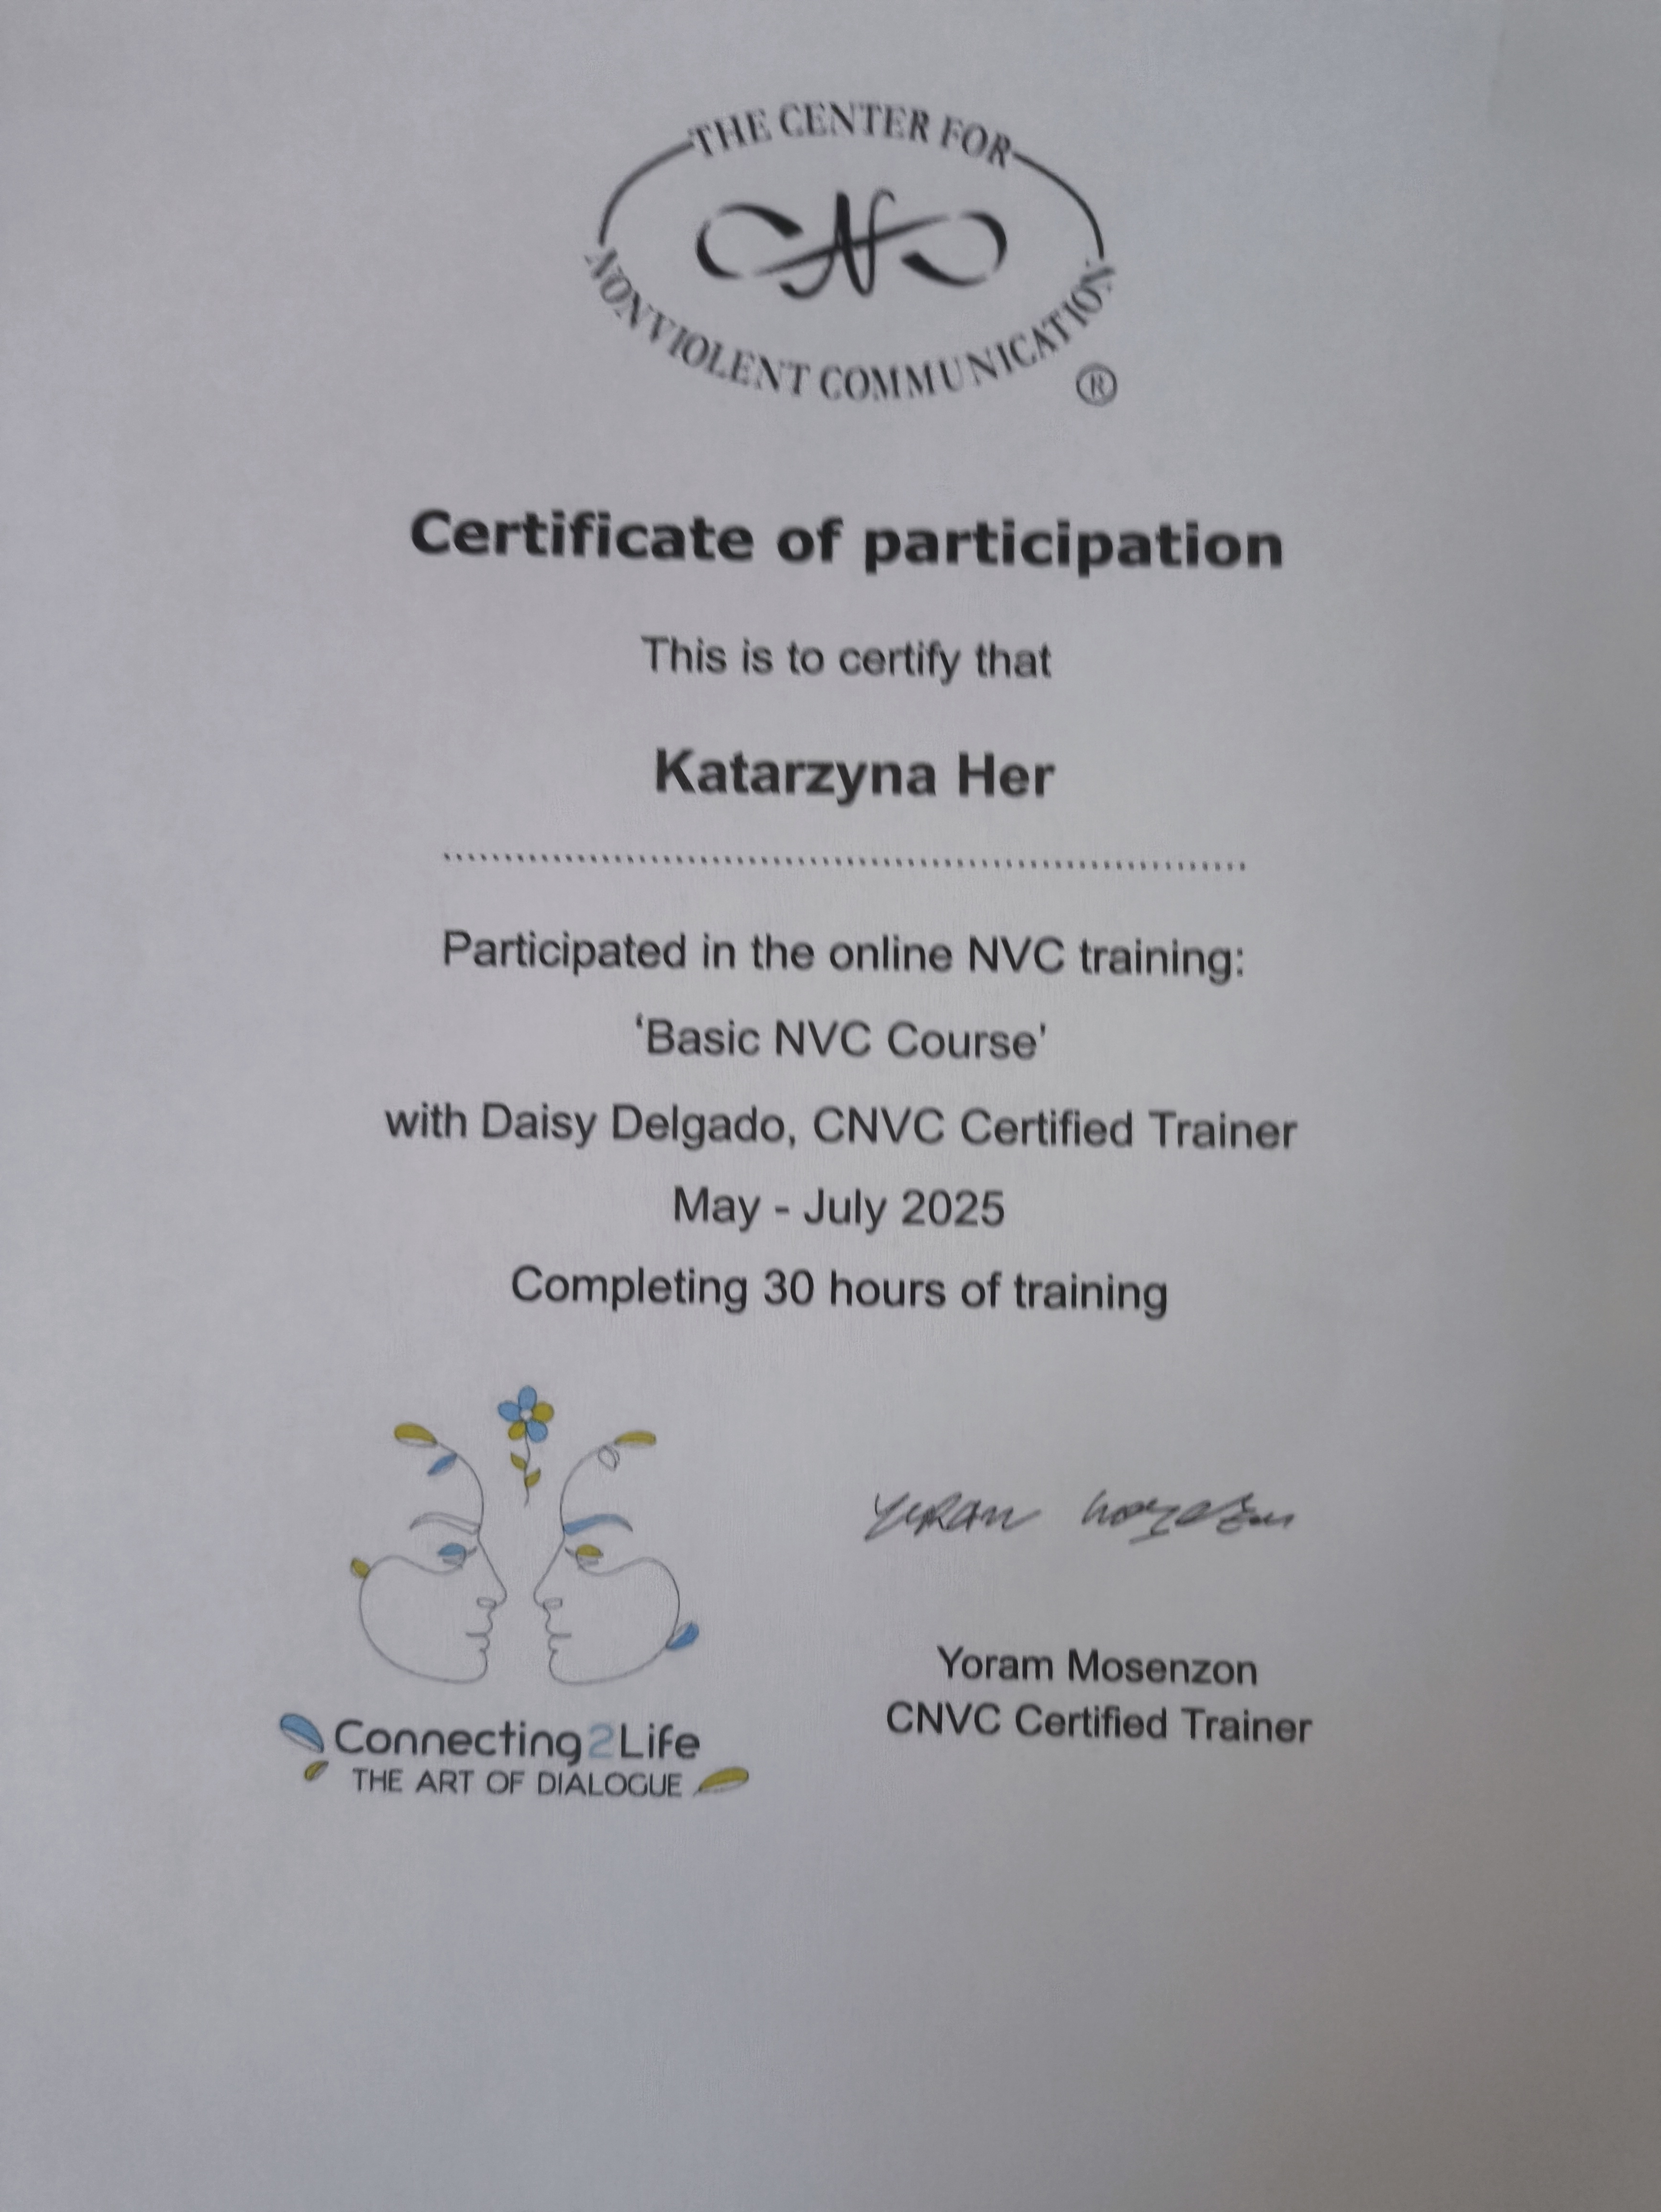 THE CENTER FOR
NONVIOLENT COMMUNICATION
®
Certificate of participation
This is to certify that
Katarzyna Her
................................................................................
Participated in the online NVC training:
‘Basic NVC Course’
with Daisy Delgado, CNVC Certified Trainer
May - July 2025
Completing 30 hours of training
Yoram Mosenzon
Yoram Mosenzon
CNVC Certified Trainer
Connecting2Life
THE ART OF DIALOGUE